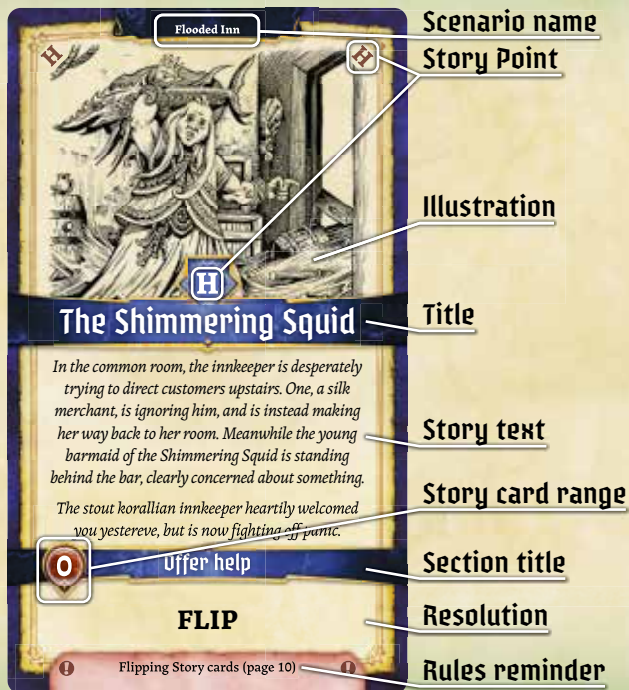 Flooded Inn
Scenario name
H
H
Story Point
Illustration
H
The Shimmering Squid
Title
In the common room, the innkeeper is desperately
trying to direct customers upstairs. One, a silk
merchant, is ignoring him, and is instead making
her way back to her room. Meanwhile the young
barmaid of the Shimmering Squid is standing
behind the bar, clearly concerned about something.
Story text
The stout korallian innkeeper heartily welcomed
you yestereve, but is now fighting off panic.
Story card range
0
Offer help
Section title
FLIP
Resolution
! Flipping Story cards (page 10) !
Rules reminder